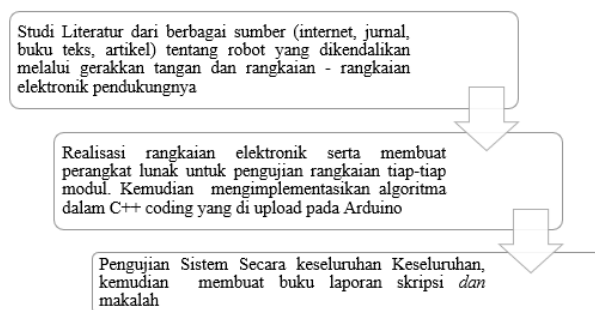 Studi Literatur dari berbagai sumber (internet, jurnal,
buku teks, artikel) tentang robot yang dikendalikan
melalui gerakkan tangan dan rangkaian - rangkaian
elektronik pendukungnya
Realisasi rangkaian elektronik serta membuat
perangkat lunak untuk pengujian rangkaian tiap-tiap
modul. Kemudian mengimplementasikan algoritma
dalam C++ coding yang di upload pada Arduino
Pengujian Sistem Secara keseluruhan Keseluruhan,
kemudian membuat buku laporan skripsi dan
makalah